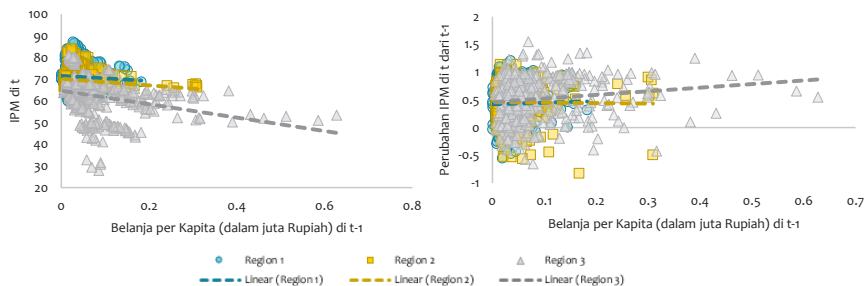 IPM di t
100
90
80
70
60
50
40
30
20
0
0.2
0.4
0.6
0.8
Belanja per Kapita (dalam juta Rupiah) di t-1
Perubahan IPM di t dari t-1
2
1.5
1
0.5
0
-0.5
-1
0
0.1
0.2
0.3
0.4
0.5
0.6
0.7
Belanja per Kapita (dalam juta Rupiah) di t-1
Region 1
Region 2
Region 3
Linear (Region 1)
Linear (Region 2)
Linear (Region 3)